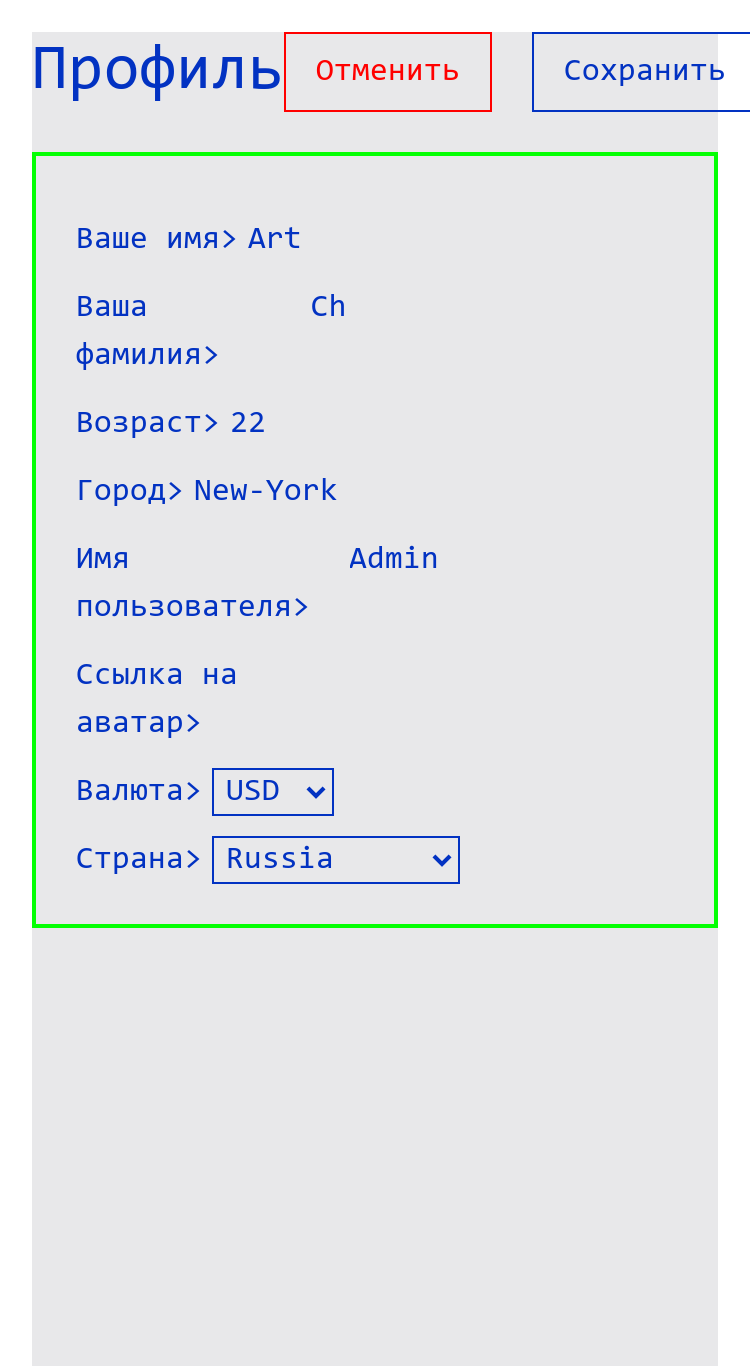 Профиль Отменить Сохранить
Ваше имя> Art
Ваша Ch
фамилия>
Возраст> 22
Город> New-York
Имя Admin
пользователя>
Ссылка на
аватар>
Валюта> USD
Страна> Russia